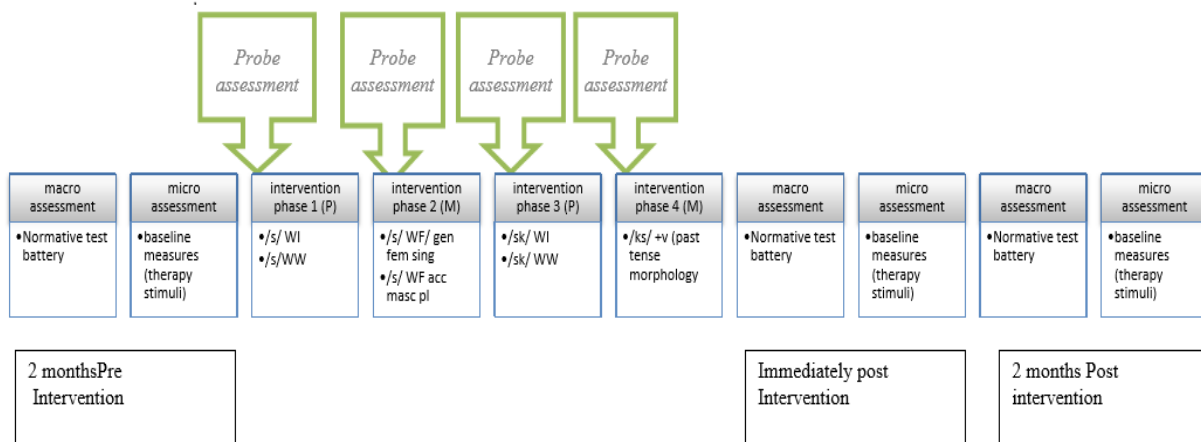 Probe
assessment
Probe
assessment
Probe
assessment
Probe
assessment
macro
assessment
•Normative test
battery
micro
assessment
•baseline
measures
(therapy
stimuli)
intervention
phase 1 (P)
•/s/ WI
•/s/WW
intervention
phase 2 (M)
•/s/ WF/ gen
fem sing
•/s/ WF acc
masc pl
intervention
phase 3 (P)
•/sk/ WI
•/sk/ WW
intervention
phase 4 (M)
•/ks/ +v (past
tense
morphology
macro
assessment
•Normative test
battery
micro
assessment
•baseline
measures
(therapy
stimuli)
macro
assessment
•Normative test
battery
micro
assessment
•baseline
measures
(therapy
stimuli)
2 monthsPre
Intervention
Immediately post
Intervention
2 months Post
intervention